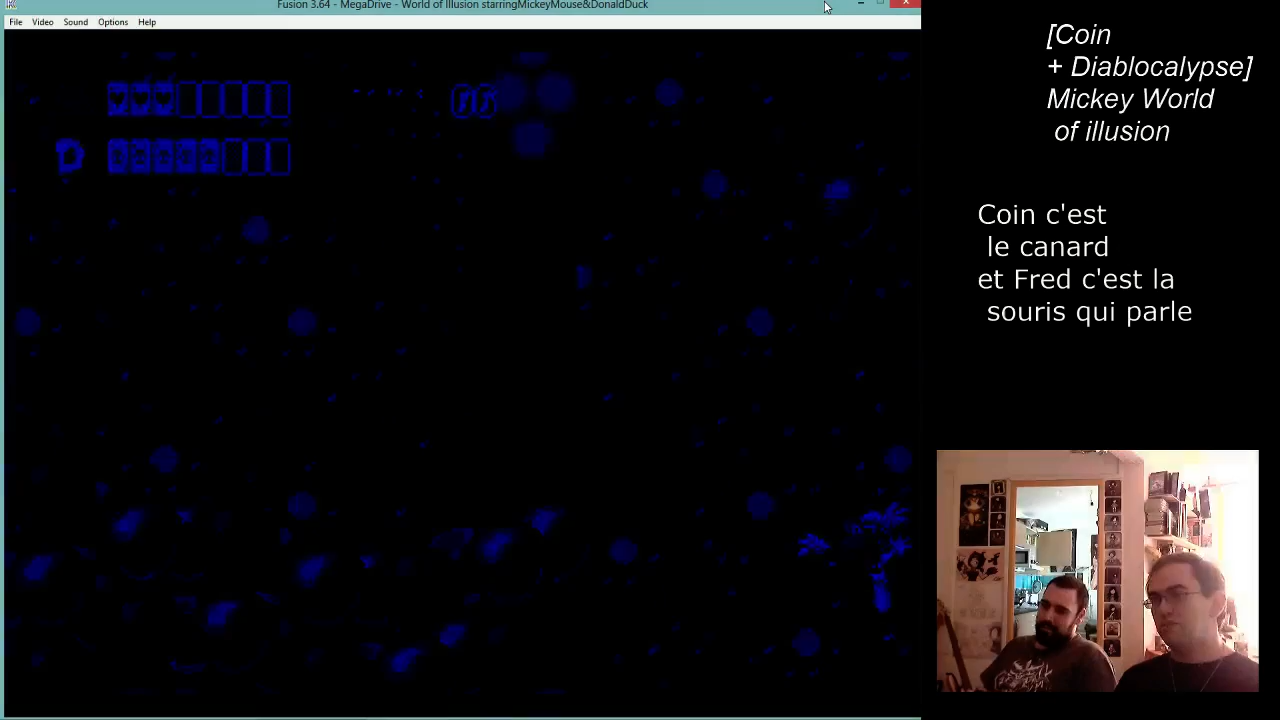 Fusion 3.64 - MegaDrive - World of Illusion starringMickeyMouse&DonaldDuck
File Video Sound Options Help
[Coin
+ Diablocalypse]
Mickey World
of illusion
Coin c'est
le canard
et Fred c'est la
souris qui parle